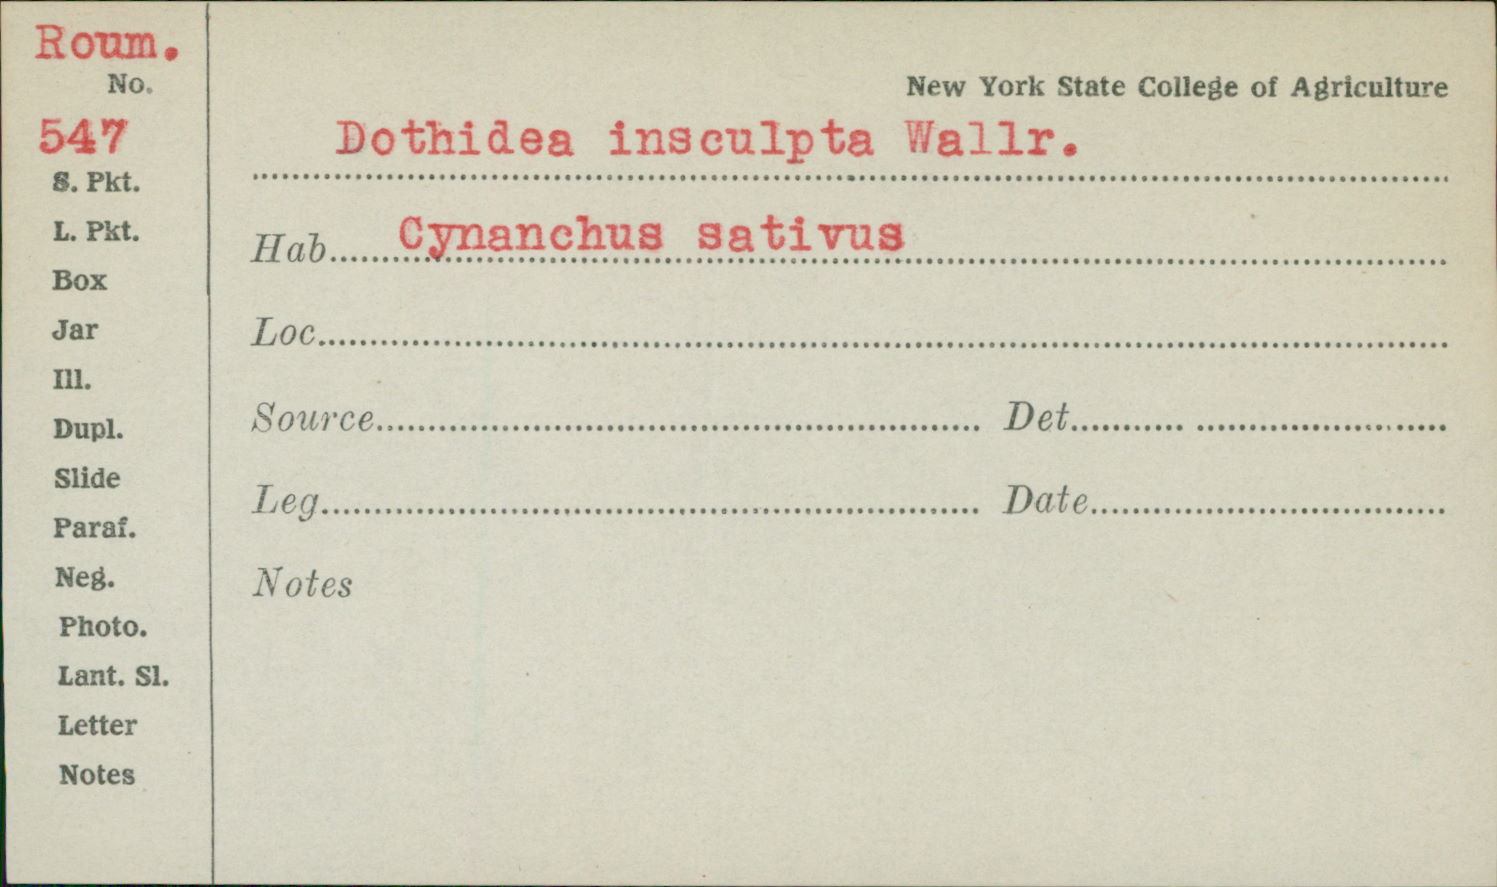 Roum.
No.
547
S. Pkt.
L. Pkt.
Box
Jar
Ill.
Dupl.
Slide
Paraf.
Neg.
Photo.
Lant. Sl.
Letter
Notes
New York State College of Agriculture
Dothidea insculpta Wallr.
Hab. Cynanchus sativus
Loc.
Source Det.
Leg. Date
Notes